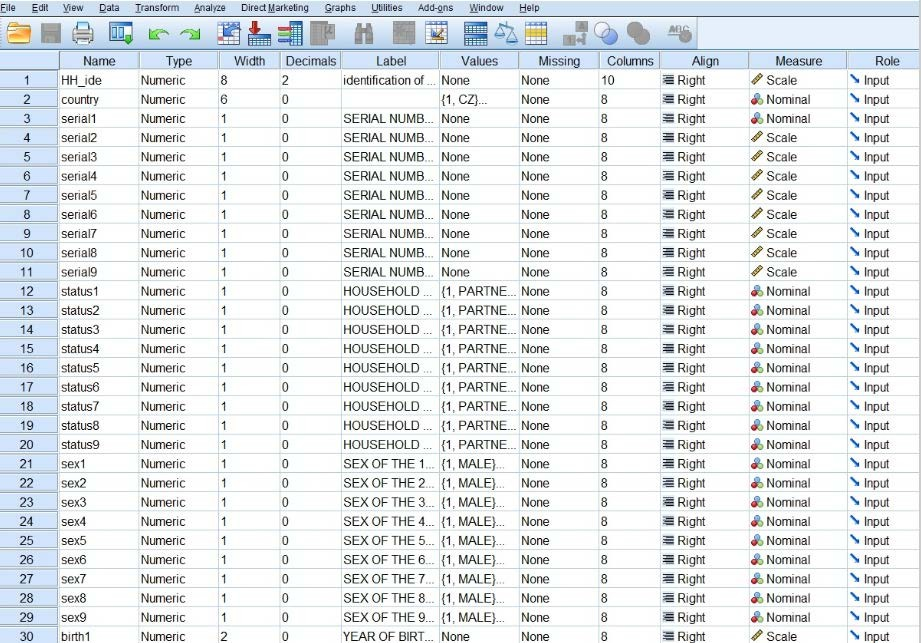 File Edit View Data Transform Analyze Direct Marketing Graphs Utilities Add-ons Window Help
Name Type Width Decimals Label Values Missing Columns Align Measure Role
1 HH_ide Numeric 8 2 identification of ... None None 10 Right Scale Input
2 country Numeric 6 0 {1, CZ}... None 8 Right Nominal Input
3 serial1 Numeric 1 0 SERIAL NUMB... None None 8 Right Nominal Input
4 serial2 Numeric 1 0 SERIAL NUMB... None None 8 Right Scale Input
5 serial3 Numeric 1 0 SERIAL NUMB... None None 8 Right Scale Input
6 serial4 Numeric 1 0 SERIAL NUMB... None None 8 Right Scale Input
7 serial5 Numeric 1 0 SERIAL NUMB... None None 8 Right Scale Input
8 serial6 Numeric 1 0 SERIAL NUMB... None None 8 Right Scale Input
9 serial7 Numeric 1 0 SERIAL NUMB... None None 8 Right Scale Input
10 serial8 Numeric 1 0 SERIAL NUMB... None None 8 Right Scale Input
11 serial9 Numeric 1 0 SERIAL NUMB... None None 8 Right Scale Input
12 status1 Numeric 1 0 HOUSEHOLD ... {1, PARTNE... None 8 Right Nominal Input
13 status2 Numeric 1 0 HOUSEHOLD ... {1, PARTNE... None 8 Right Nominal Input
14 status3 Numeric 1 0 HOUSEHOLD ... {1, PARTNE... None 8 Right Nominal Input
15 status4 Numeric 1 0 HOUSEHOLD ... {1, PARTNE... None 8 Right Nominal Input
16 status5 Numeric 1 0 HOUSEHOLD ... {1, PARTNE... None 8 Right Nominal Input
17 status6 Numeric 1 0 HOUSEHOLD ... {1, PARTNE... None 8 Right Nominal Input
18 status7 Numeric 1 0 HOUSEHOLD ... {1, PARTNE... None 8 Right Nominal Input
19 status8 Numeric 1 0 HOUSEHOLD ... {1, PARTNE... None 8 Right Nominal Input
20 status9 Numeric 1 0 HOUSEHOLD ... {1, PARTNE... None 8 Right Nominal Input
21 sex1 Numeric 1 0 SEX OF THE 1... {1, MALE}... None 8 Right Nominal Input
22 sex2 Numeric 1 0 SEX OF THE 2... {1, MALE}... None 8 Right Nominal Input
23 sex3 Numeric 1 0 SEX OF THE 3... {1, MALE}... None 8 Right Nominal Input
24 sex4 Numeric 1 0 SEX OF THE 4... {1, MALE}... None 8 Right Nominal Input
25 sex5 Numeric 1 0 SEX OF THE 5... {1, MALE}... None 8 Right Nominal Input
26 sex6 Numeric 1 0 SEX OF THE 6... {1, MALE}... None 8 Right Nominal Input
27 sex7 Numeric 1 0 SEX OF THE 7... {1, MALE}... None 8 Right Nominal Input
28 sex8 Numeric 1 0 SEX OF THE 8... {1, MALE}... None 8 Right Nominal Input
29 sex9 Numeric 1 0 SEX OF THE 9... {1, MALE}... None 8 Right Nominal Input
30 birth1 Numeric 2 0 YEAR OF BIRT... None None 8 Right Scale Input